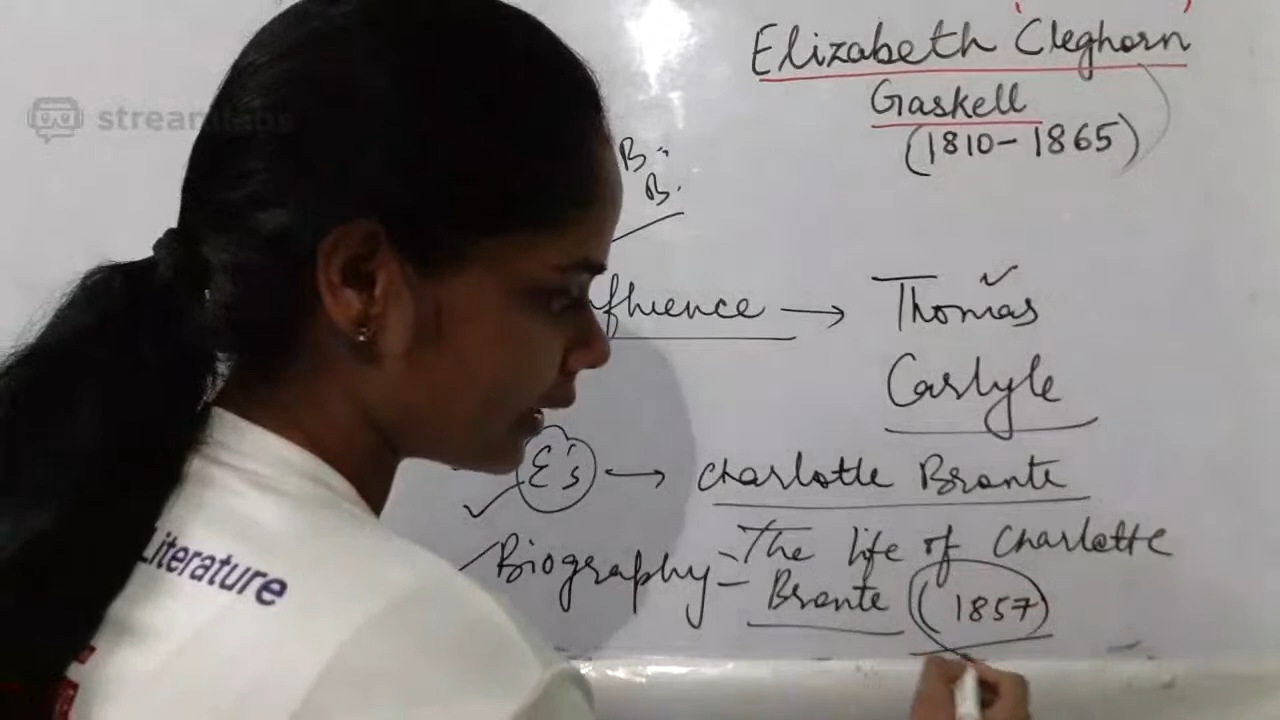 Elizabeth Cleghorn
Gaskell
(1810-1865)
streamlabs
B.
B.
fluence → Thomas
Carlyle
E's → Charlotte Bronte
Biography - The life of Charlotte
Bronte (1857)
Literature